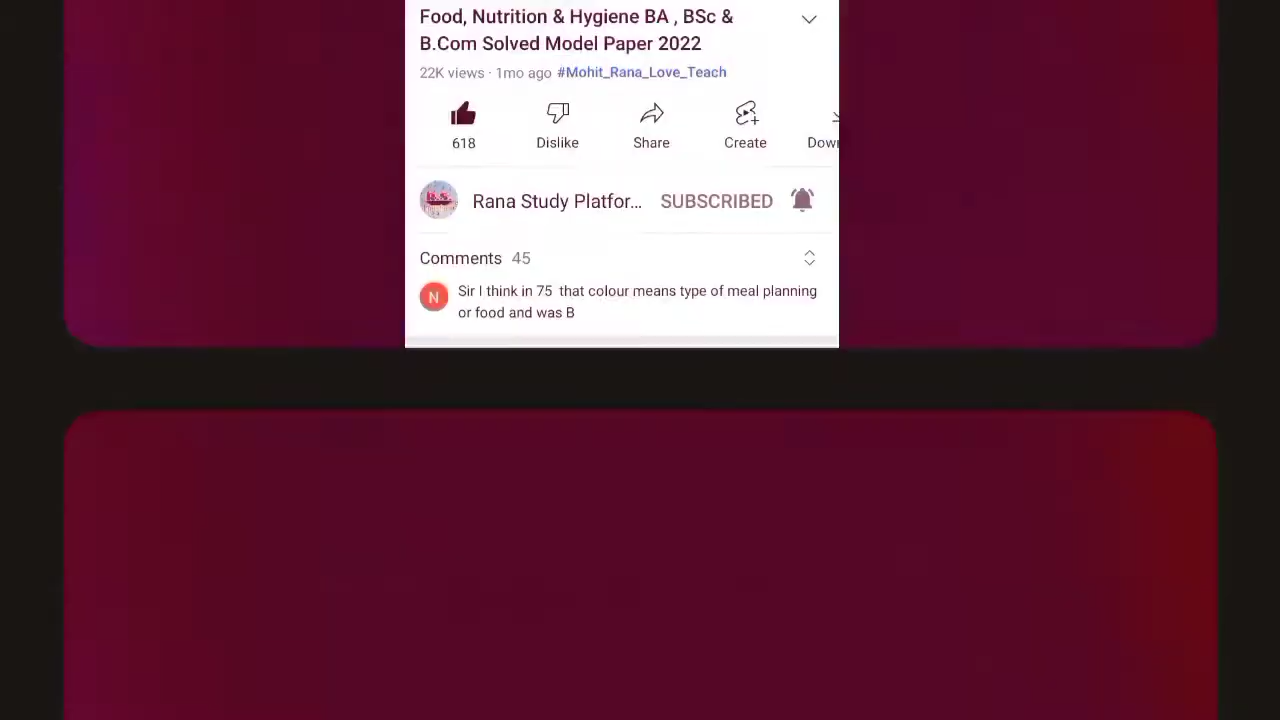 Food, Nutrition & Hygiene BA , BSc &
B.Com Solved Model Paper 2022
22K views · 1mo ago #Mohit_Rana_Love_Teach
618
Dislike
Share
Create
Rana Study Platfor...
SUBSCRIBED
Comments 45
N
Sir I think in 75 that colour means type of meal planning
or food and was B